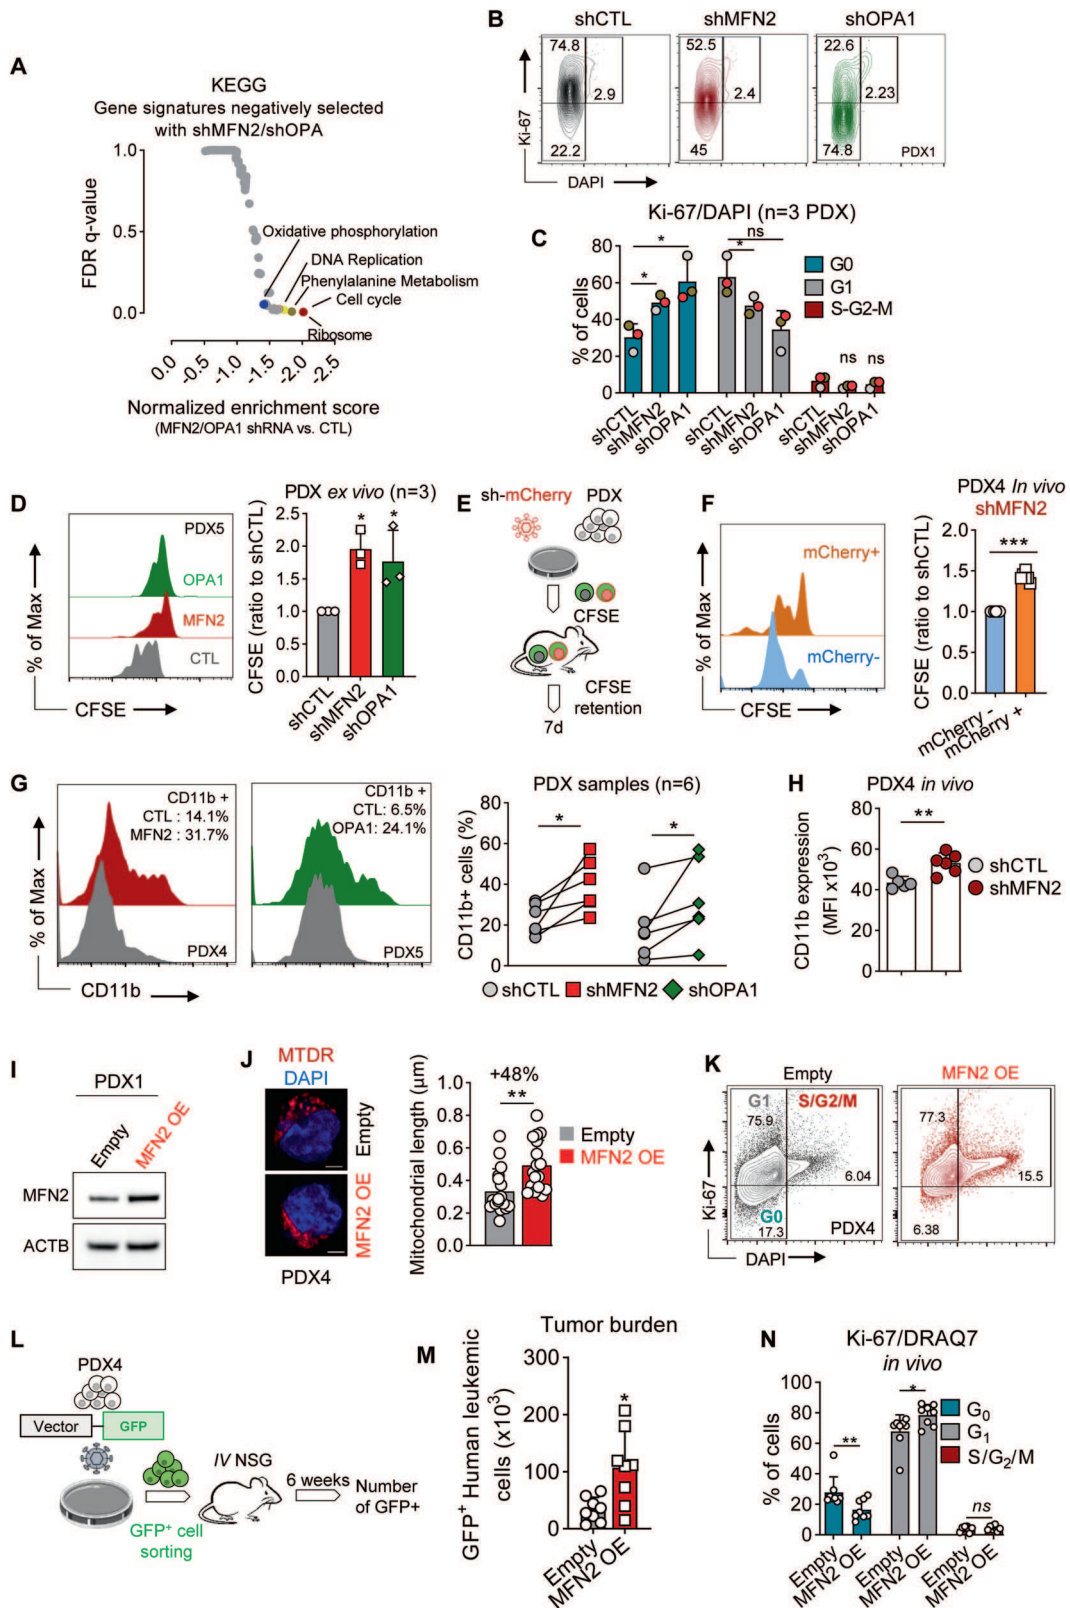 A
KEGG
Gene signatures negatively selected
with shMFN2/shOPA
FDR q-value
1.0
0.5
0.0
Oxidative phosphorylation
DNA Replication
Phenylalanine Metabolism
Cell cycle
Ribosome
0.0 -0.5 -1.0 -1.5 -2.0 -2.5
Normalized enrichment score
(MFN2/OPA1 shRNA vs. CTL)
B
shCTL shMFN2 shOPA1
74.8 52.5 22.6
2.9 2.4 2.23
22.2 45 74.8
PDX1
Ki-67
DAPI
C
Ki-67/DAPI (n=3 PDX)
% of cells
80
60
40
20
0
* * ns * ns ns
G0
G1
S-G2-M
shCTL shMFN2 shOPA1 shCTL shMFN2 shOPA1 shCTL shMFN2 shOPA1
D
PDX5
OPA1
MFN2
CTL
% of Max
CFSE
PDX ex vivo (n=3)
CFSE (ratio to shCTL)
2.5
2.0
1.5
1.0
0.5
0.0
* *
shCTL shMFN2 shOPA1
E
sh-mCherry PDX
CFSE
CFSE
retention
7d
F
mCherry+
mCherry-
% of Max
CFSE
PDX4 In vivo
shMFN2
CFSE (ratio to shCTL)
2.0
1.5
1.0
0.5
0.0
***
mCherry - mCherry +
G
CD11b +
CTL : 14.1%
MFN2 : 31.7%
PDX4
CD11b +
CTL: 6.5%
OPA1: 24.1%
PDX5
% of Max
CD11b
PDX samples (n=6)
CD11b+ cells (%)
80
60
40
20
0
* *
shCTL shMFN2 shOPA1
H
PDX4 in vivo
CD11b expression
(MFI x10³)
80
60
40
20
0
**
shCTL
shMFN2
I
PDX1
Empty MFN2 OE
MFN2
ACTB
J
MTDR
DAPI
Empty
MFN2 OE
PDX4
Mitochondrial length (µm)
+48%
**
1.0
0.8
0.6
0.4
0.2
0.0
Empty
MFN2 OE
K
Empty MFN2 OE
G1 S/G2/M
75.9
6.04
G0
17.3
PDX4
77.3
15.5
6.38
Ki-67
DAPI
L
PDX4
Vector GFP
GFP⁺ cell
sorting
IV NSG
6 weeks
Number
of GFP+
M
Tumor burden
GFP⁺ Human leukemic
cells (×10³)
300
200
100
0
*
Empty MFN2 OE
N
Ki-67/DRAQ7
in vivo
% of cells
100
80
60
40
20
0
** * ns
G₀
G₁
S/G₂/M
Empty MFN2 OE Empty MFN2 OE Empty MFN2 OE